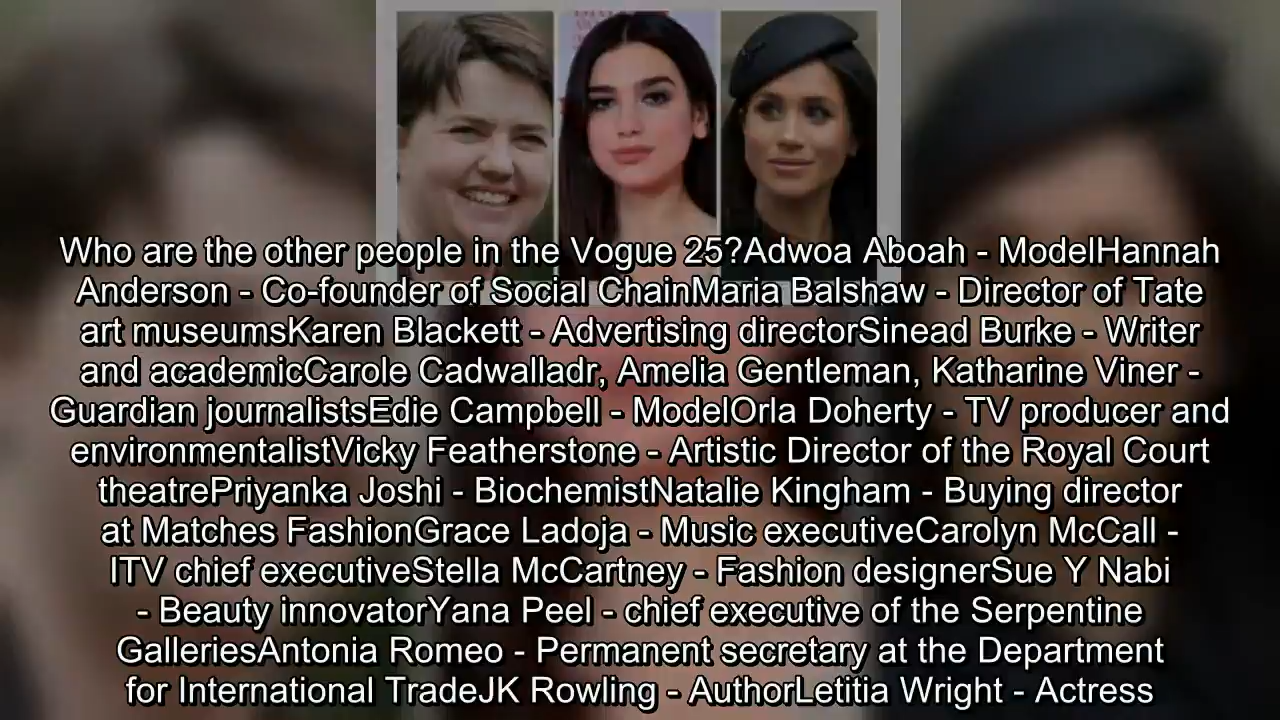 Who are the other people in the Vogue 25?Adwoa Aboah - ModelHannah
Anderson - Co-founder of Social ChainMaria Balshaw - Director of Tate
art museumsKaren Blackett - Advertising directorSinead Burke - Writer
and academicCarole Cadwalladr, Amelia Gentleman, Katharine Viner -
Guardian journalistsEdie Campbell - ModelOrla Doherty - TV producer and
environmentalistVicky Featherstone - Artistic Director of the Royal Court
theatrePriyanka Joshi - BiochemistNatalie Kingham - Buying director
at Matches FashionGrace Ladoja - Music executiveCarolyn McCall -
ITV chief executiveStella McCartney - Fashion designerSue Y Nabi
- Beauty innovatorYana Peel - chief executive of the Serpentine
GalleriesAntonia Romeo - Permanent secretary at the Department
for International TradeJK Rowling - AuthorLetitia Wright - Actress